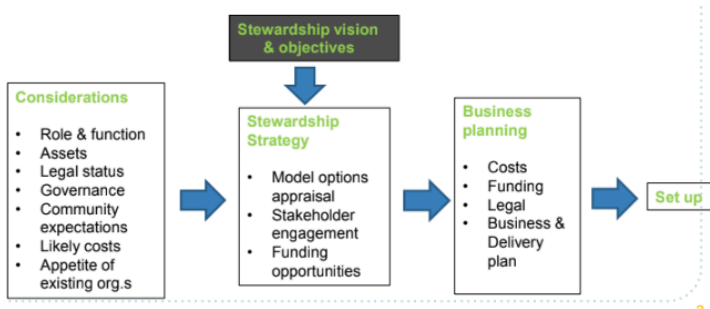 Stewardship vision
& objectives
Considerations
• Role & function
• Assets
• Legal status
• Governance
• Community
expectations
• Likely costs
• Appetite of
existing org.s
Stewardship
Strategy
• Model options
appraisal
• Stakeholder
engagement
• Funding
opportunities
Business
planning
• Costs
• Funding
• Legal
• Business &
Delivery
plan
Set up